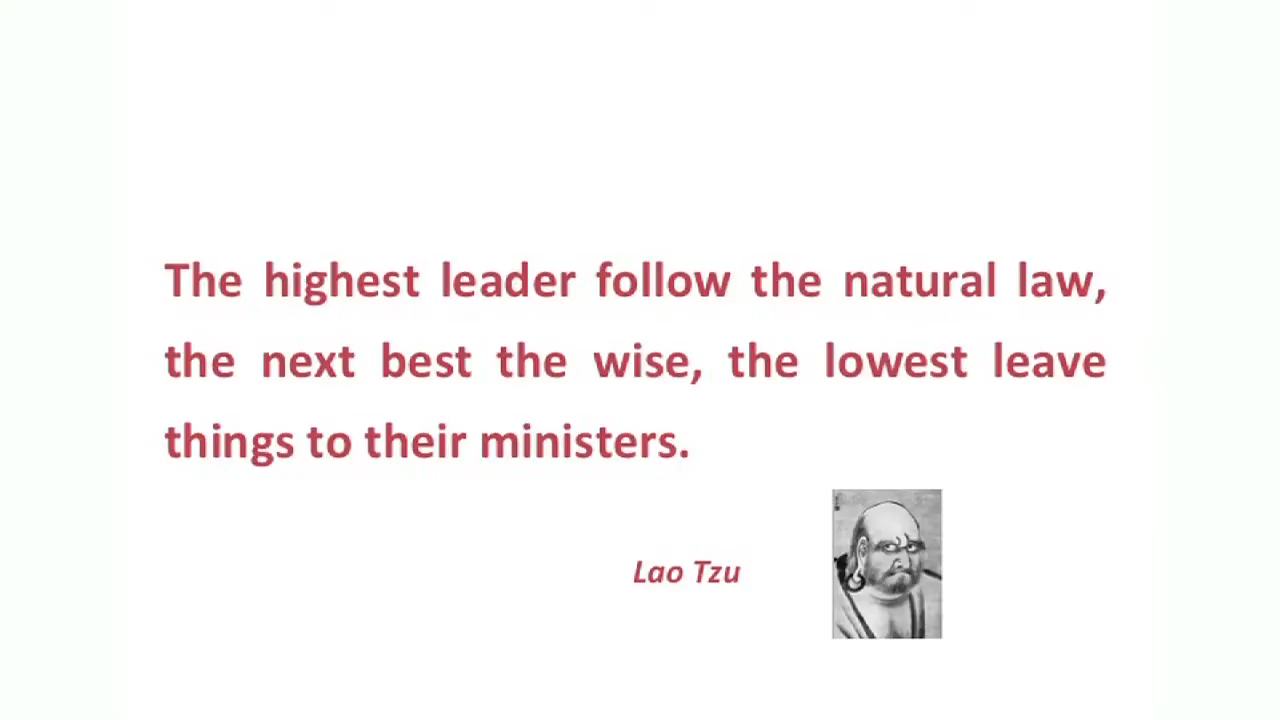 The highest leader follow the natural law,
the next best the wise, the lowest leave
things to their ministers.
Lao Tzu